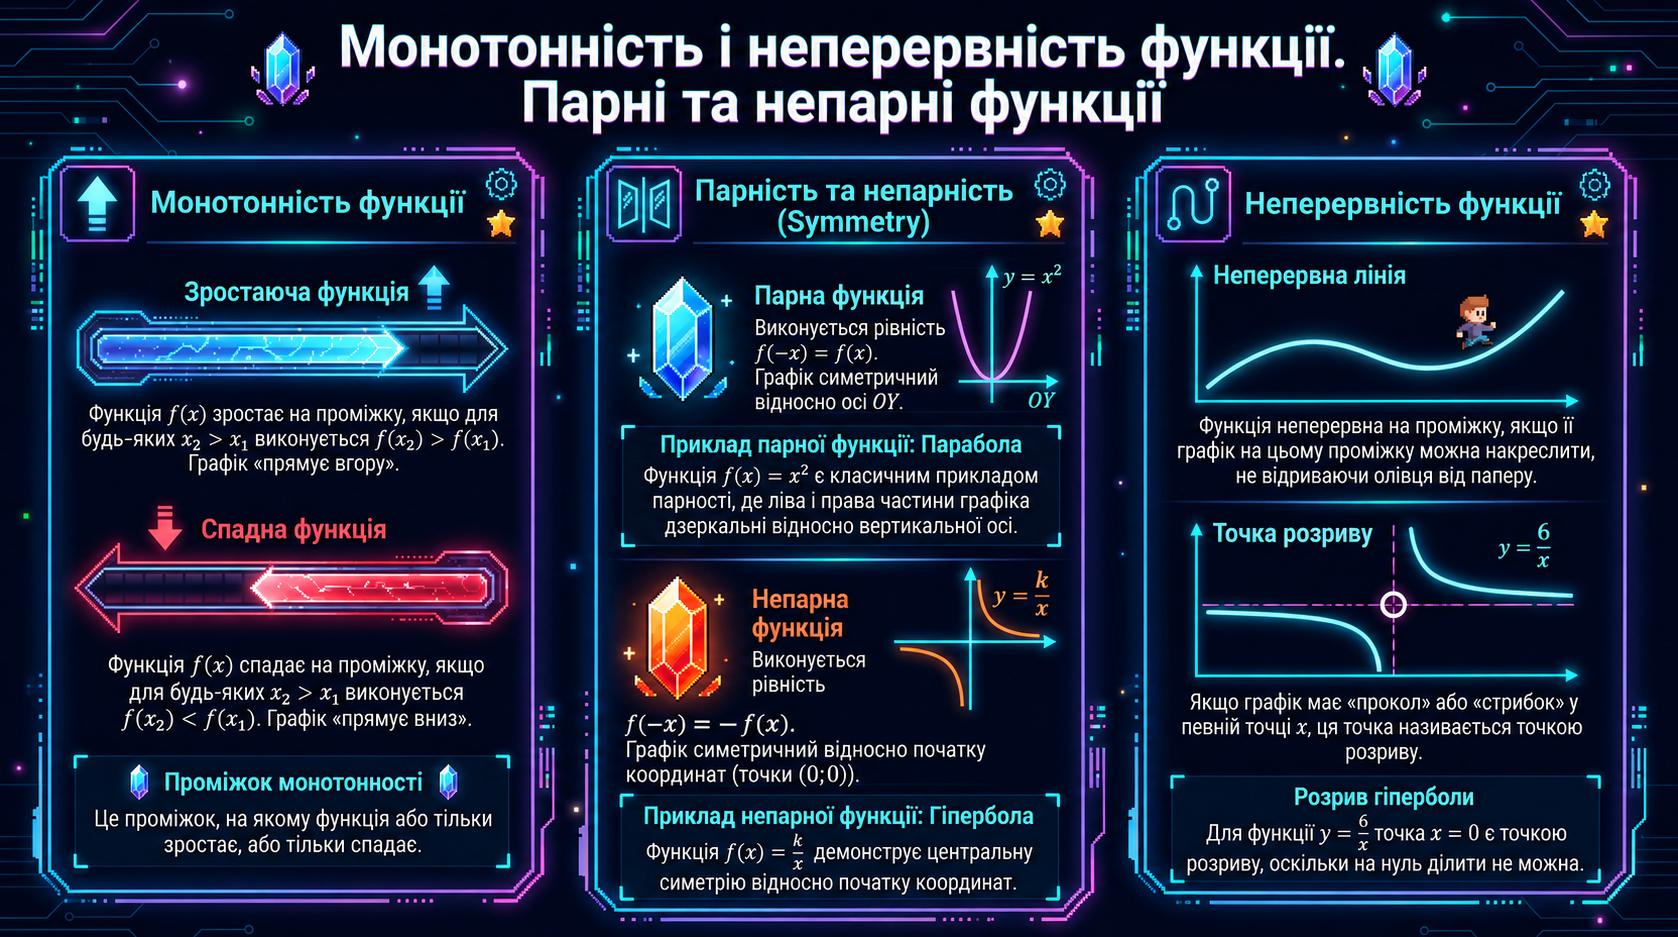 Монотонність і неперервність функції.
Парні та непарні функції
Монотонність функції
Зростаюча функція
Функція f(x) зростає на проміжку, якщо для
будь-яких x₂ > x₁ виконується f(x₂) > f(x₁).
Графік «прямує вгору».
Спадна функція
Функція f(x) спадає на проміжку, якщо
для будь-яких x₂ > x₁ виконується
f(x₂) < f(x₁). Графік «прямує вниз».
Проміжок монотонності
Це проміжок, на якому функція або тільки
зростає, або тільки спадає.
Парність та непарність
(Symmetry)
Парна функція
Виконується рівність
f(−x) = f(x).
Графік симетричний
відносно осі OY.
y = x²
OY
Приклад парної функції: Парабола
Функція f(x) = x² є класичним прикладом
парності, де ліва і права частини графіка
дзеркальні відносно вертикальної осі.
Непарна
функція
Виконується
рівність
y = k/x
f(−x) = −f(x).
Графік симетричний відносно початку
координат (точки (0;0)).
Приклад непарної функції: Гіпербола
Функція f(x) = k/x демонструє центральну
симетрію відносно початку координат.
Неперервність функції
Неперервна лінія
Функція неперервна на проміжку, якщо її
графік на цьому проміжку можна накреслити,
не відриваючи олівця від паперу.
Точка розриву
y = 6/x
Якщо графік має «прокол» або «стрибок» у
певній точці x, ця точка називається точкою
розриву.
Розрив гіперболи
Для функції y = 6/x точка x = 0 є точкою
розриву, оскільки на нуль ділити не можна.